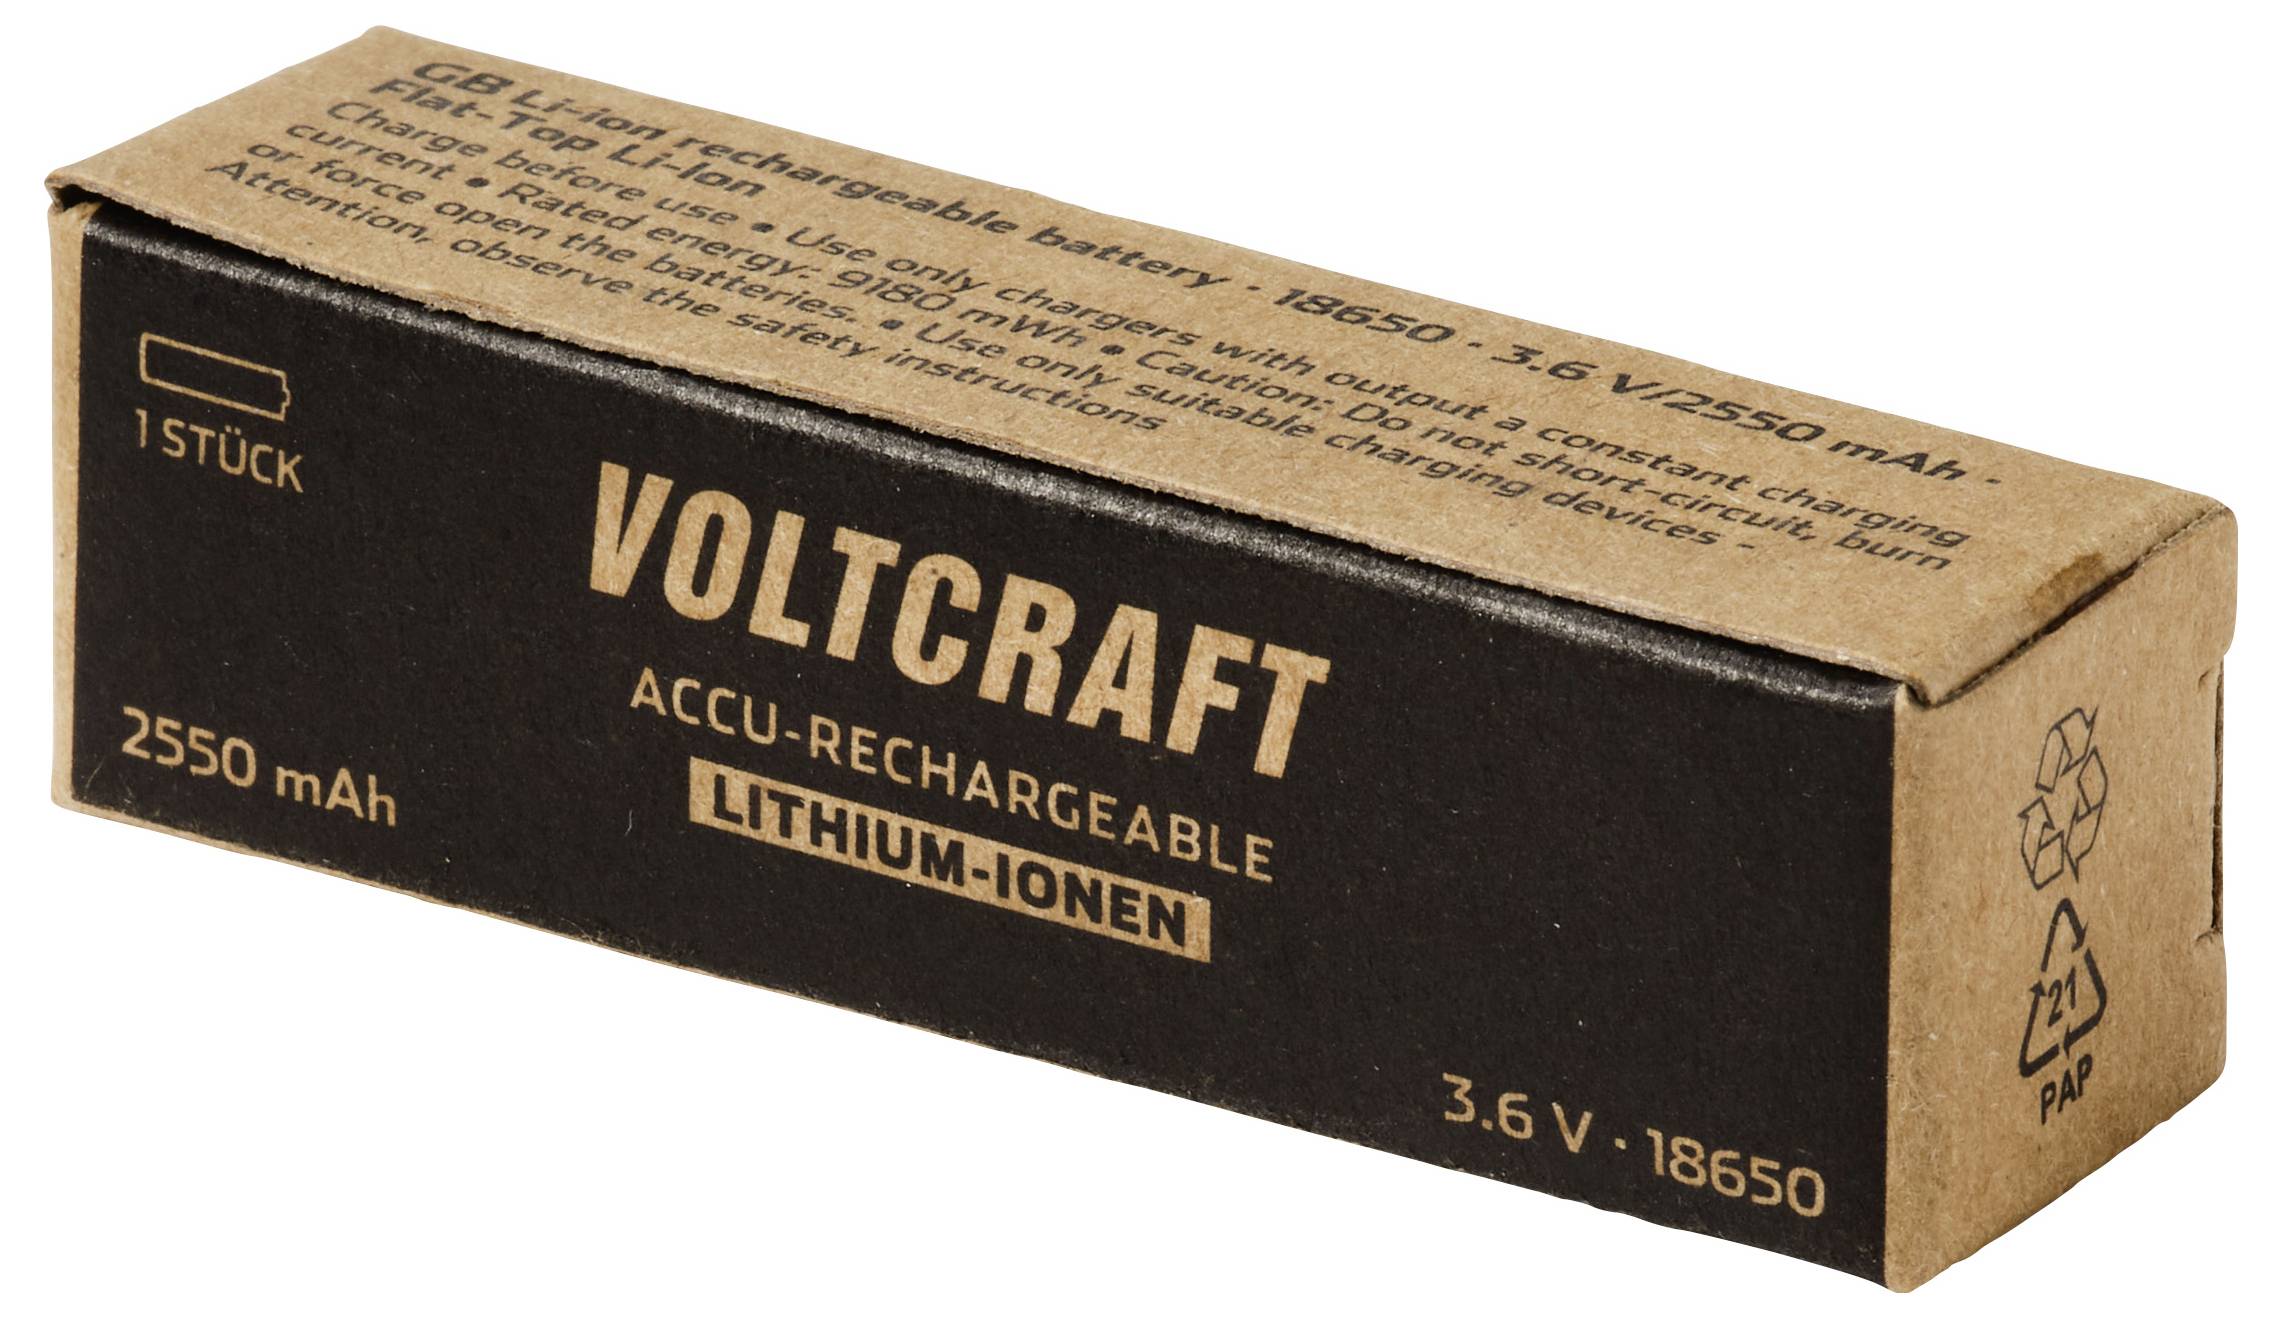 GB Li-ion rechargeable battery · 18650 · 3.6 V/2550 mAh ·
Flat-Top Li-Ion
Charge before use • Use only chargers with output a constant charging
current • Rated energy: 9180 mWh • Caution: Do not short-circuit, burn
or force open the batteries. • Use only suitable charging devices -
Attention, observe the safety instructions
1 STÜCK
VOLTCRAFT
ACCU-RECHARGEABLE
LITHIUM-IONEN
2550 mAh
3.6 V · 18650
21
PAP